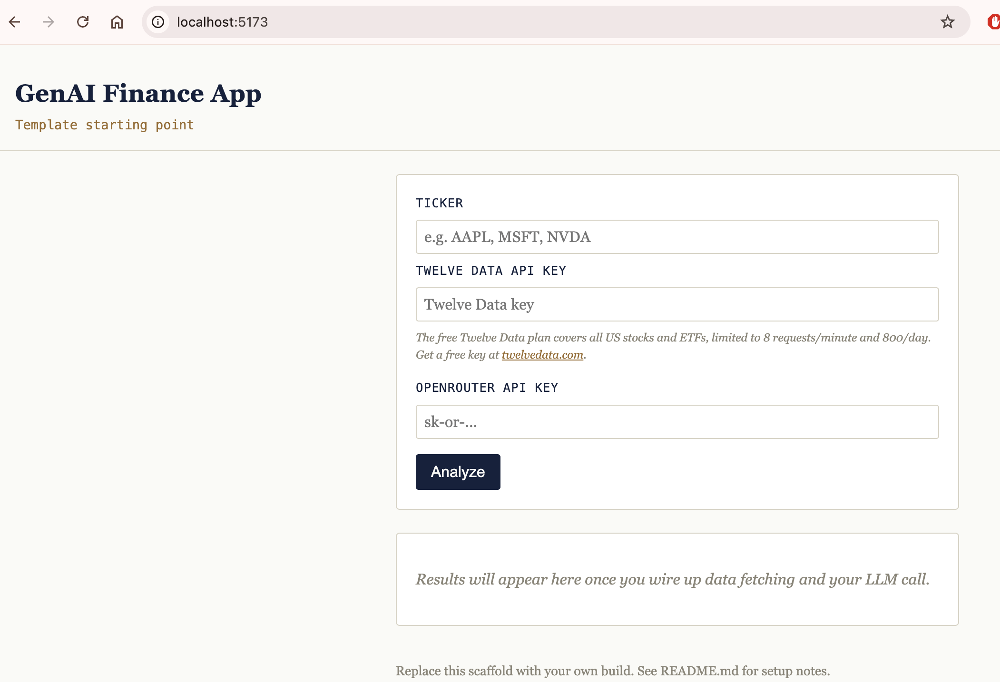 localhost:5173
GenAI Finance App
Template starting point
TICKER
e.g. AAPL, MSFT, NVDA
TWELVE DATA API KEY
Twelve Data key
The free Twelve Data plan covers all US stocks and ETFs, limited to 8 requests/minute and 800/day.
Get a free key at twelvedata.com.
OPENROUTER API KEY
sk-or-...
Analyze
Results will appear here once you wire up data fetching and your LLM call.
Replace this scaffold with your own build. See README.md for setup notes.